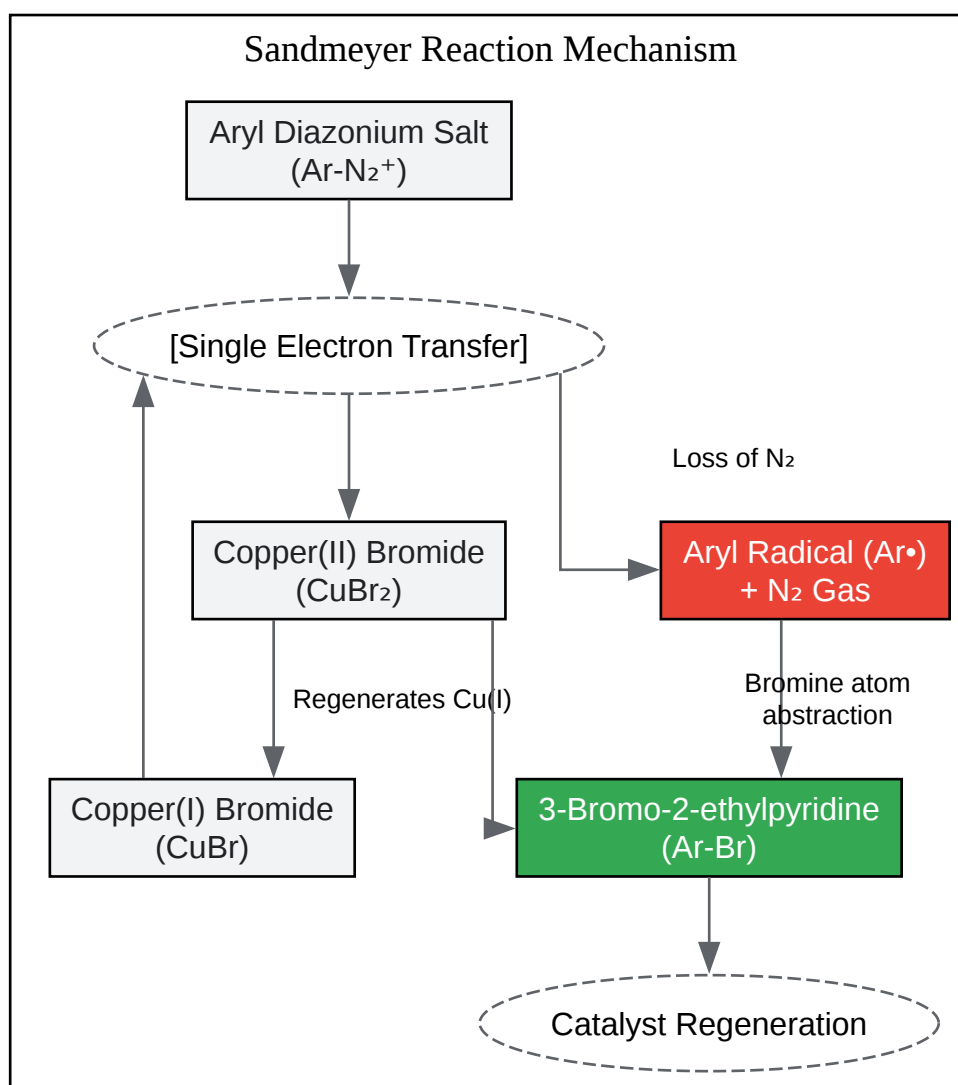 Sandmeyer Reaction Mechanism
Aryl Diazonium Salt
(Ar-N₂⁺)
[Single Electron Transfer]
Loss of N₂
Copper(II) Bromide
(CuBr₂)
Aryl Radical (Ar•)
+ N₂ Gas
Regenerates Cu(I)
Bromine atom
abstraction
Copper(I) Bromide
(CuBr)
3-Bromo-2-ethylpyridine
(Ar-Br)
Catalyst Regeneration